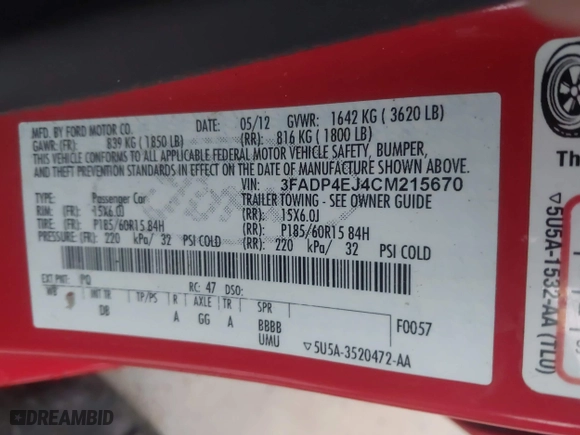 MFD. BY FORD MOTOR CO.
DATE: 05/12 GVWR: 1642 KG ( 3620 LB)
GAWR: (FR): 839 KG ( 1850 LB) (RR): 816 KG ( 1800 LB)
THIS VEHICLE CONFORMS TO ALL APPLICABLE FEDERAL MOTOR VEHICLE SAFETY, BUMPER,
AND THEFT PREVENTION STANDARDS IN EFFECT ON THE DATE OF MANUFACTURE SHOWN ABOVE.
VIN: 3FADP4EJ4CM215670
TYPE: Passenger Car TRAILER TOWING - SEE OWNER GUIDE
RIM: (FR): 15X6.0J (RR): 15X6.0J
TIRE: (FR): P185/60R15 84H (RR): P185/60R15 84H
PRESSURE: (FR): 220 kPa/ 32 PSI COLD (RR): 220 kPa/ 32 PSI COLD
EXT PNT: PQ RC: 47 DSO:
WB INT TR TP/PS R AXLE TR SPR
DB A GG A BBBB
UMU
F0057
▽5U5A-3520472-AA
▽5U5A-1532-AA (7L0)
DREAMBID